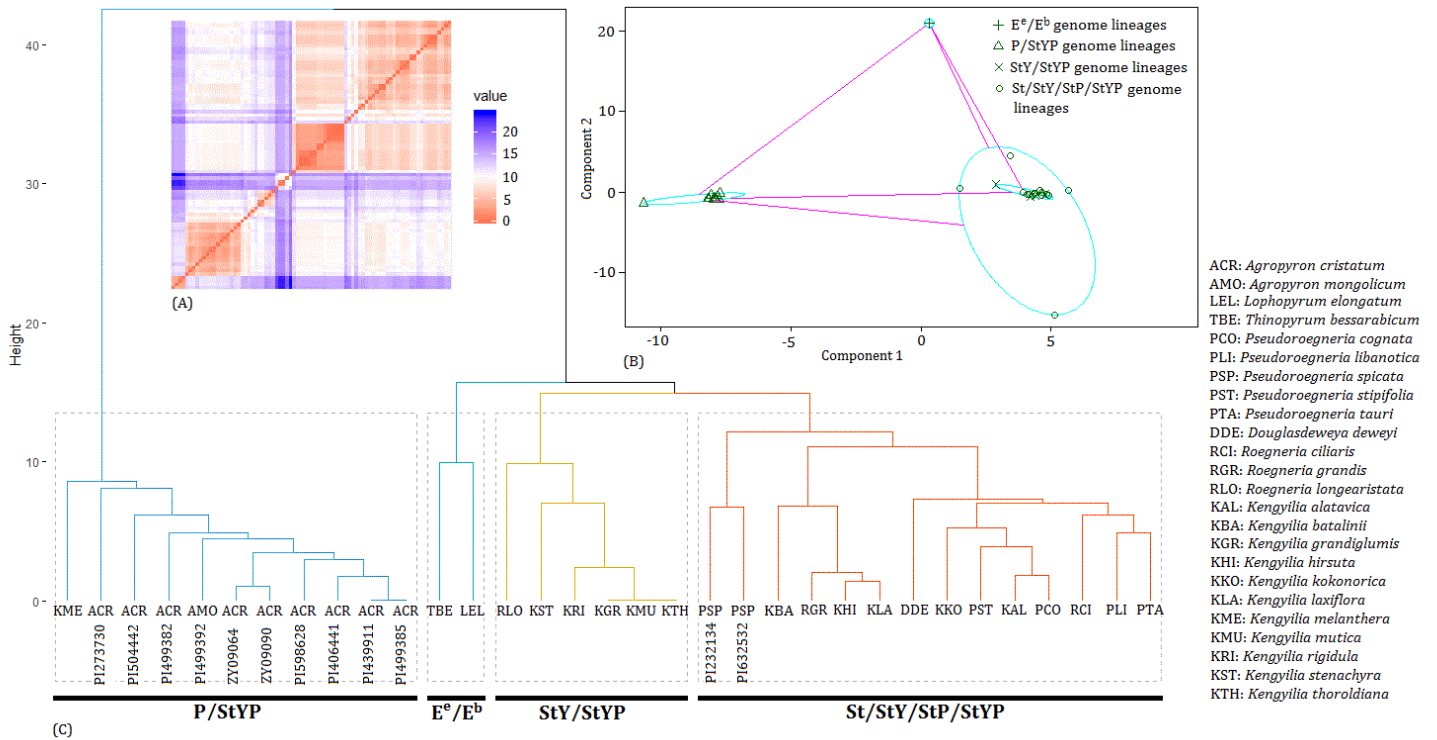 40
30
20
10
0
Height
value
20
15
10
5
0
(A)
20
10
0
-10
Component 2
-10
-5
0
5
Component 1
(B)
Eᵉ/Eᵇ genome lineages
P/StYP genome lineages
StY/StYP genome lineages
St/StY/StP/StYP genome
lineages
KME ACR ACR ACR AMO ACR ACR ACR ACR ACR ACR TBE LEL RLO KST KRI KGR KMU KTH PSP PSP KBA RGR KHI KLA DDE KKO PST KAL PCO RCI PLI PTA
PI273730
PI504442
PI499382
PI499392
ZY09064
ZY09090
PI598628
PI406441
PI439911
PI499385
PI232134
PI632532
P/StYP
Eᵉ/Eᵇ
StY/StYP
St/StY/StP/StYP
(C)
ACR: Agropyron cristatum
AMO: Agropyron mongolicum
LEL: Lophopyrum elongatum
TBE: Thinopyrum bessarabicum
PCO: Pseudoroegneria cognata
PLI: Pseudoroegneria libanotica
PSP: Pseudoroegneria spicata
PST: Pseudoroegneria stipifolia
PTA: Pseudoroegneria tauri
DDE: Douglasdeweya deweyi
RCI: Roegneria ciliaris
RGR: Roegneria grandis
RLO: Roegneria longearistata
KAL: Kengyilia alatavica
KBA: Kengyilia batalinii
KGR: Kengyilia grandiglumis
KHI: Kengyilia hirsuta
KKO: Kengyilia kokonorica
KLA: Kengyilia laxiflora
KME: Kengyilia melanthera
KMU: Kengyilia mutica
KRI: Kengyilia rigidula
KST: Kengyilia stenachyra
KTH: Kengyilia thoroldiana